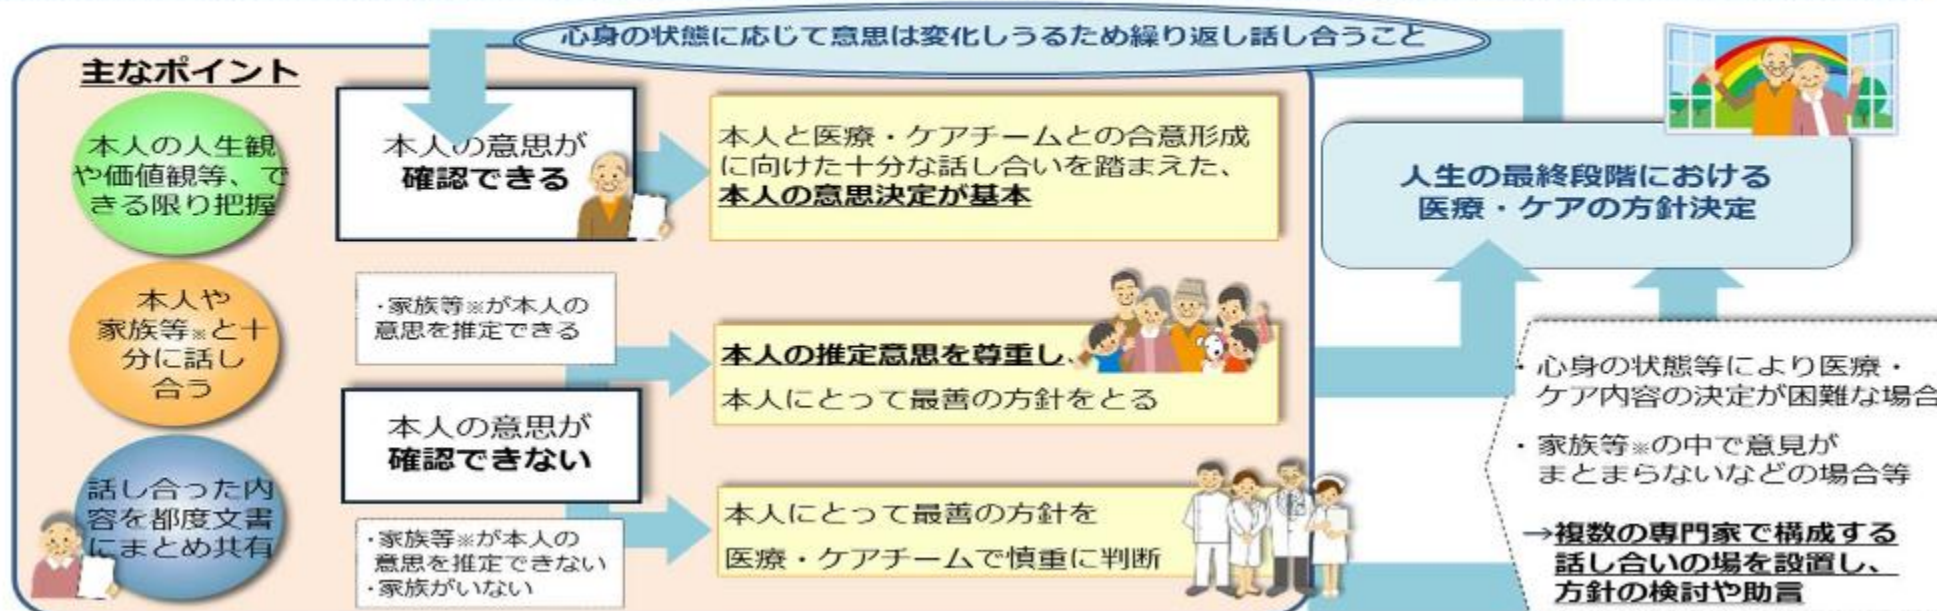 心身の状態に応じて意思は変化しうるため繰り返し話し合うこと
主なポイント
本人の人生観
や価値観等、で
きる限り把握
本人や
家族等※と十
分に話し
合う
話し合った内
容を都度文書
にまとめ共有
本人の意思が
確認できる
本人と医療・ケアチームとの合意形成
に向けた十分な話し合いを踏まえた、
本人の意思決定が基本
・家族等※が本人の
意思を推定できる
本人の推定意思を尊重し、
本人にとって最善の方針をとる
本人の意思が
確認できない
・家族等※が本人の
意思を推定できない
・家族がいない
本人にとって最善の方針を
医療・ケアチームで慎重に判断
人生の最終段階における
医療・ケアの方針決定
・心身の状態等により医療・
ケア内容の決定が困難な場合
・家族等※の中で意見が
まとまらないなどの場合等
→複数の専門家で構成する
話し合いの場を設置し、
方針の検討や助言